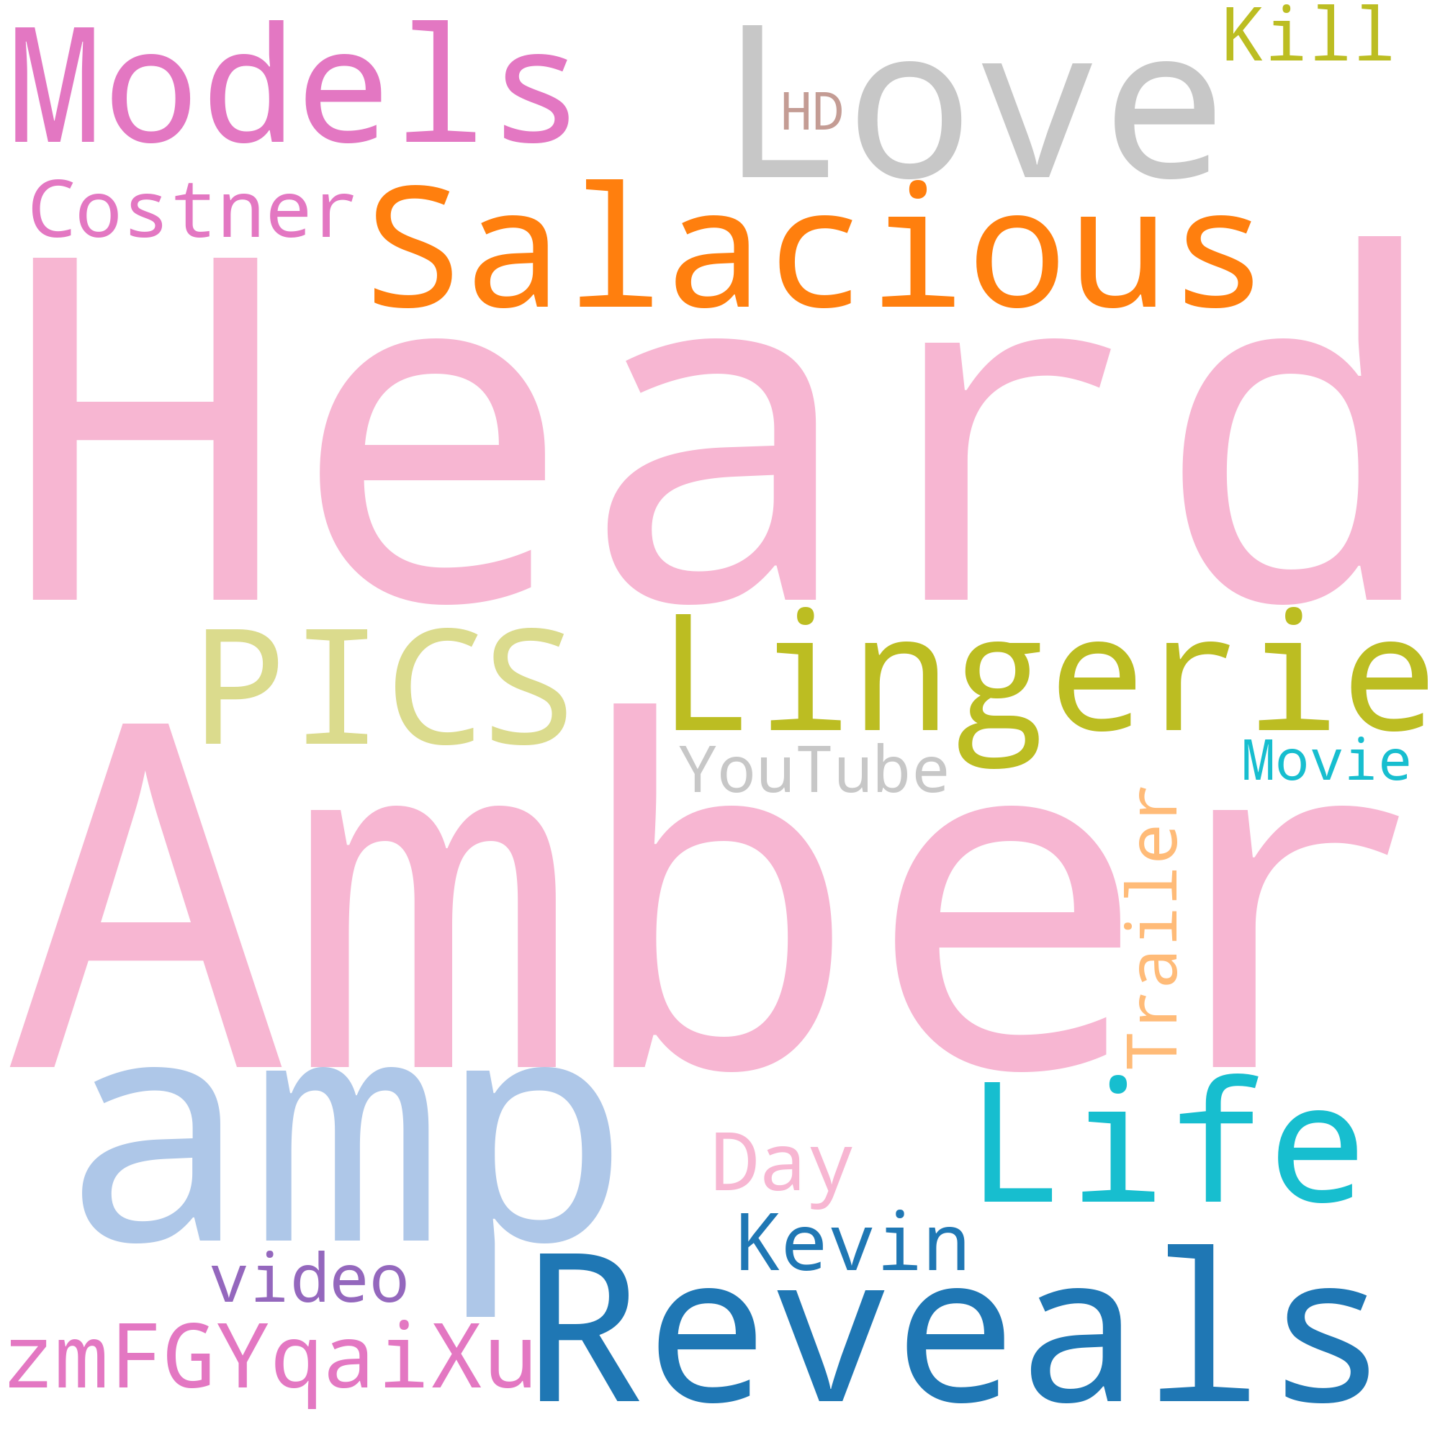 Models
Love
Kill
HD
Costner
Salacious
Heard
PICS
Lingerie
YouTube
Movie
Amber
Trailer
amp
Life
Day
Kevin
video
Reveals
zmFGYqaiXu